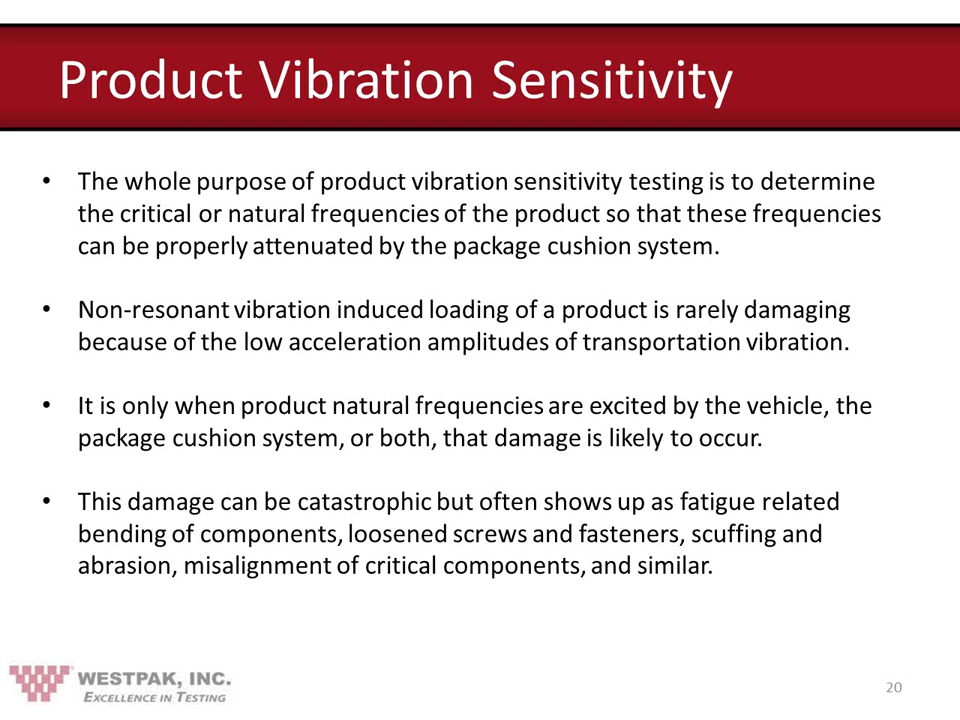 Product Vibration Sensitivity
• The whole purpose of product vibration sensitivity testing is to determine
the critical or natural frequencies of the product so that these frequencies
can be properly attenuated by the package cushion system.
• Non-resonant vibration induced loading of a product is rarely damaging
because of the low acceleration amplitudes of transportation vibration.
• It is only when product natural frequencies are excited by the vehicle, the
package cushion system, or both, that damage is likely to occur.
• This damage can be catastrophic but often shows up as fatigue related
bending of components, loosened screws and fasteners, scuffing and
abrasion, misalignment of critical components, and similar.
WESTPAK, INC.
EXCELLENCE IN TESTING
20